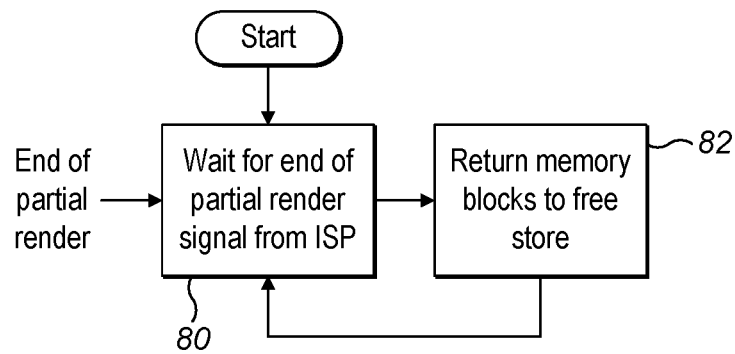 Start
End of
partial
render
Wait for end of
partial render
signal from ISP
80
Return memory
blocks to free
store
82